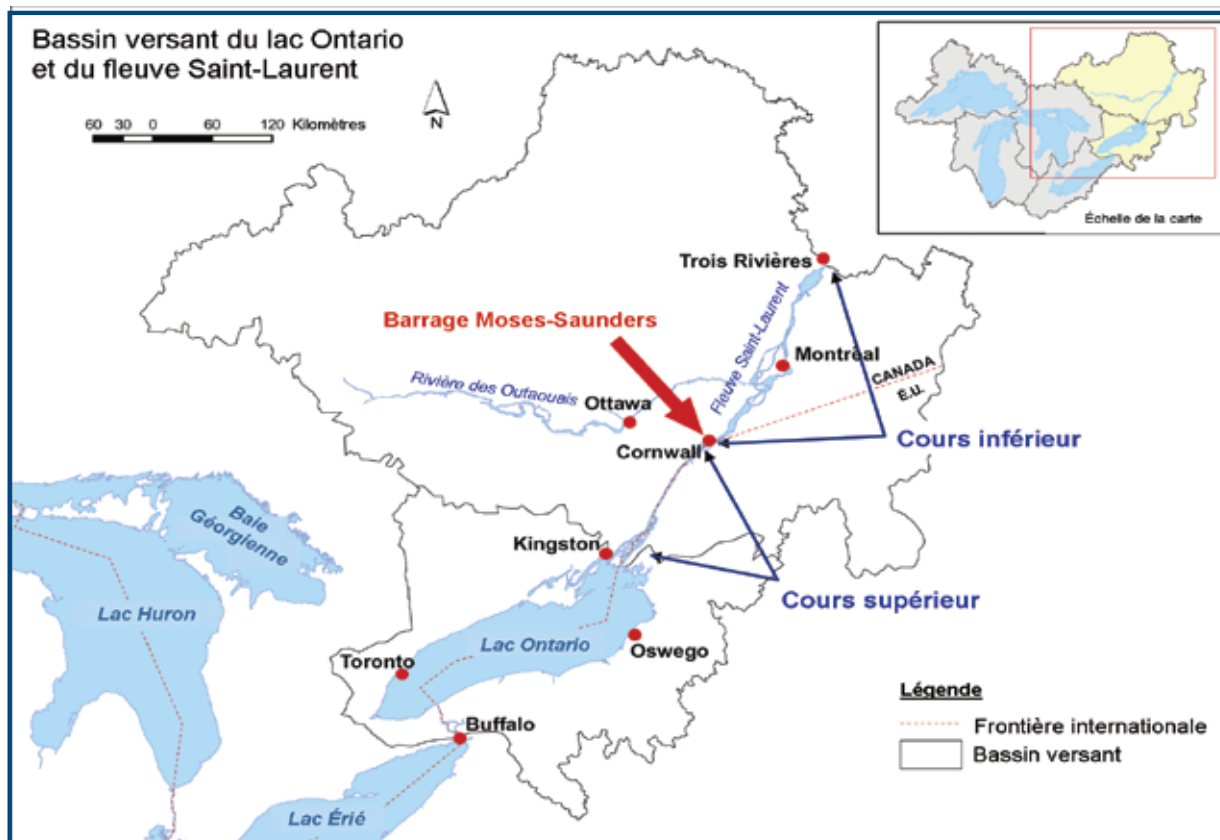 Bassin versant du lac Ontario
et du fleuve Saint-Laurent
N
60 30 0 60 120 Kilomètres
Échelle de la carte
Trois Rivières
Barrage Moses-Saunders
Fleuve Saint-Laurent
Montréal
CANADA
É.U.
Rivière des Outaouais
Ottawa
Cornwall
Cours inférieur
Baie
Géorgienne
Kingston
Cours supérieur
Lac Huron
Lac Ontario
Oswego
Toronto
Buffalo
Lac Érié
Légende
Frontière internationale
Bassin versant